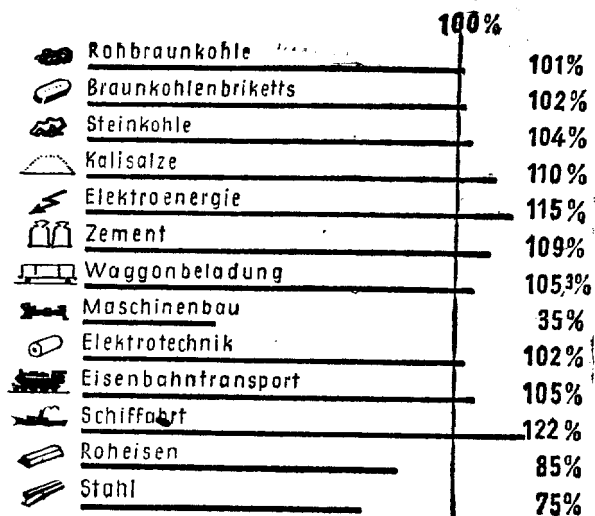 100%
Rohbraunkohle 101%
Braunkohlenbriketts 102%
Steinkohle 104%
Kalisalze 110%
Elektroenergie 115%
Zement 109%
Waggonbeladung 105,3%
Maschinenbau 35%
Elektrotechnik 102%
Eisenbahntransport 105%
Schiffahrt 122%
Roheisen 85%
Stahl 75%